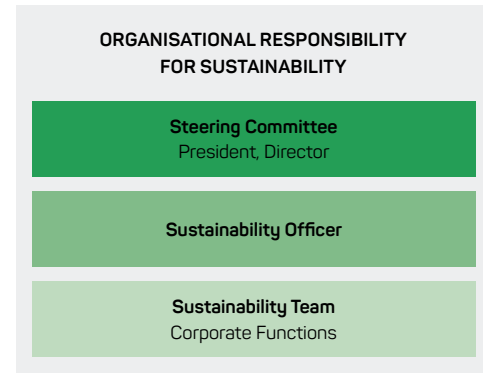 ORGANISATIONAL RESPONSIBILITY
FOR SUSTAINABILITY
Steering Committee
President, Director
Sustainability Officer
Sustainability Team
Corporate Functions